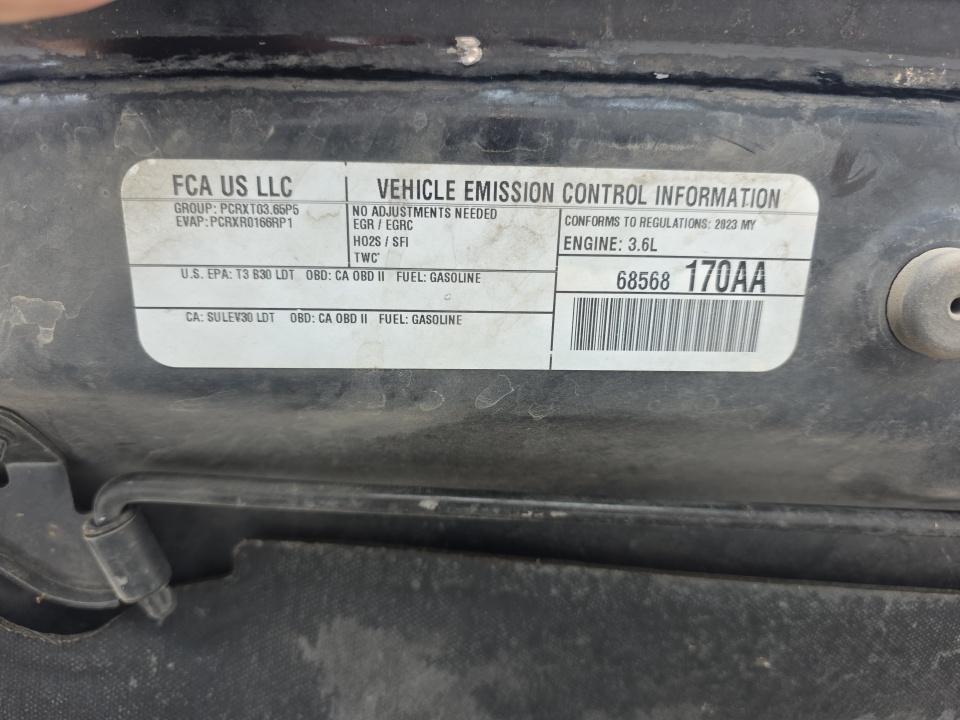 FCA US LLC
VEHICLE EMISSION CONTROL INFORMATION
GROUP: PCRXT03.65P5
EVAP: PCRXR0166RP1
NO ADJUSTMENTS NEEDED
EGR / EGRC
HO2S / SFI
TWC
CONFORMS TO REGULATIONS: 2023 MY
ENGINE: 3.6L
U.S. EPA: T3 B30 LDT OBD: CA OBD II FUEL: GASOLINE
68568 170AA
CA: SULEV30 LDT OBD: CA OBD II FUEL: GASOLINE